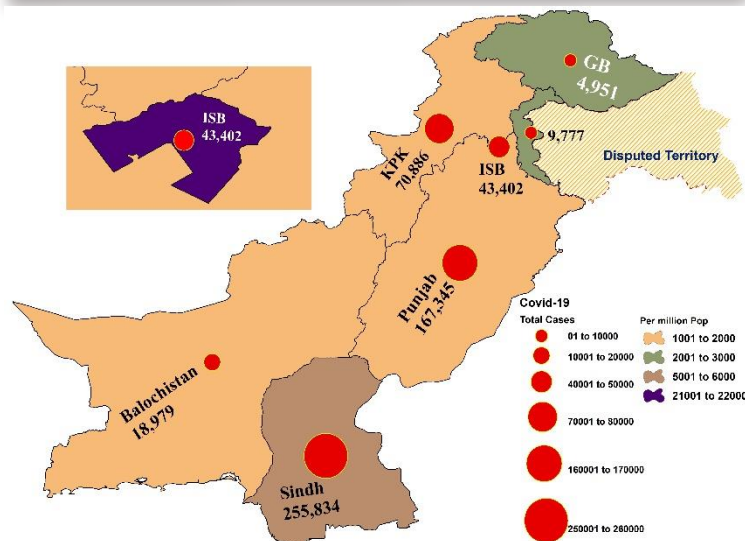 ISB
43,402
GB
4,951
9,777
Disputed Territory
KPK
70,886
ISB
43,402
Punjab
167,345
Balochistan
18,979
Sindh
255,834
Covid-19
Total Cases
01 to 10000
10001 to 20000
40001 to 50000
70001 to 80000
160001 to 170000
250001 to 260000
Per million Pop
1001 to 2000
2001 to 3000
5001 to 6000
21001 to 22000